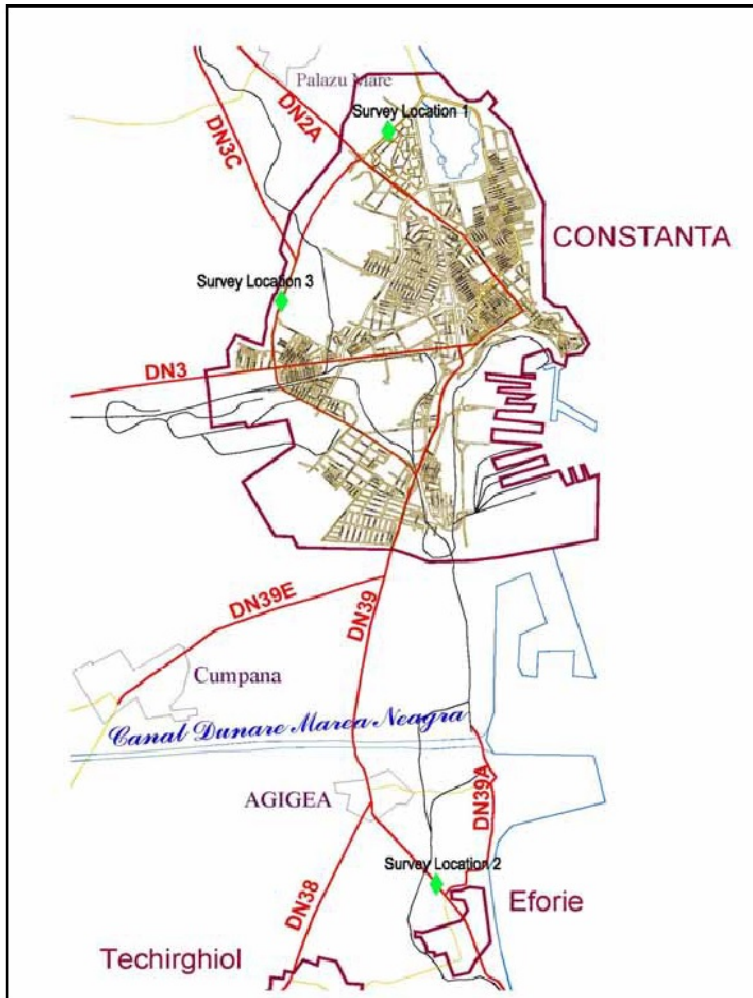 Palazu Mare
Survey Location 1
DN2A
DN3C
CONSTANTA
Survey Location 3
DN3
DN39E
DN39
Cumpana
Canal Dunare Marea Neagra
AGIGEA
DN39A
Survey Location 2
DN38
Eforie
Techirghiol